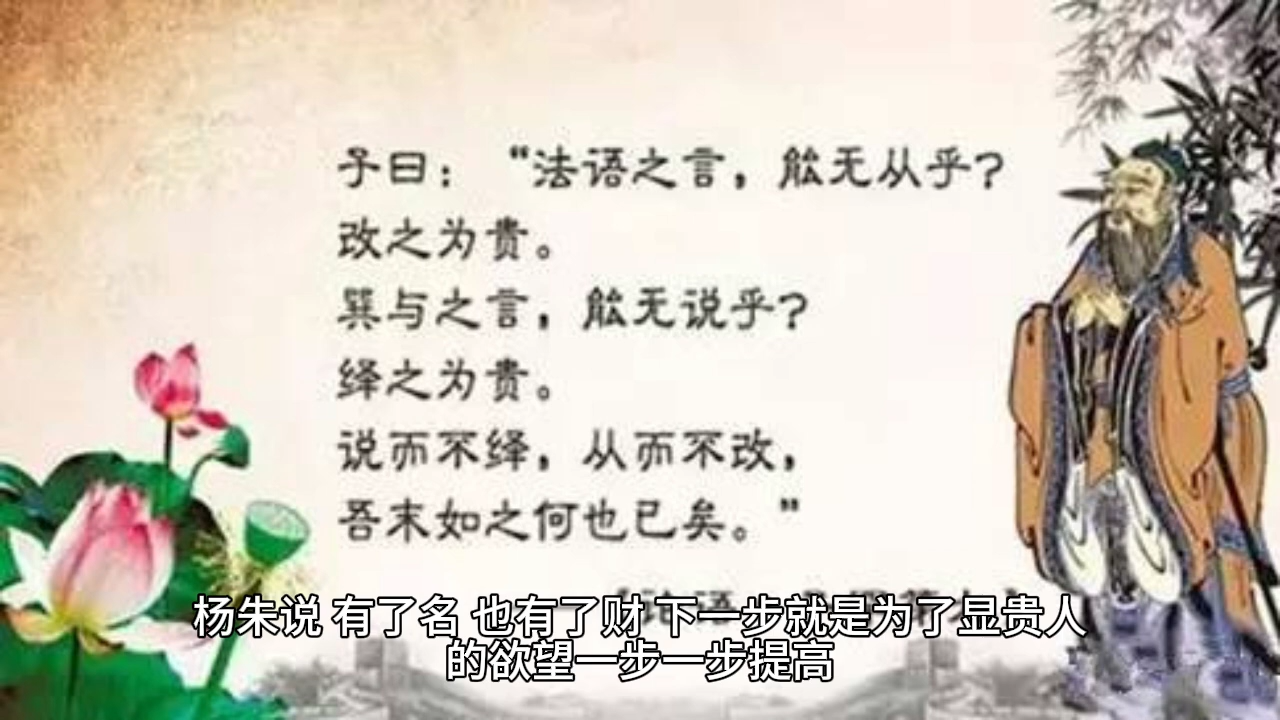 子曰：“法语之言，能无从乎？
改之为贵。
巽与之言，能无说乎？
绎之为贵。
说而不绎，从而不改，
吾末如之何也已矣。”
杨朱说 有了名 也有了财 下一步就是为了显贵人
的欲望一步一步提高